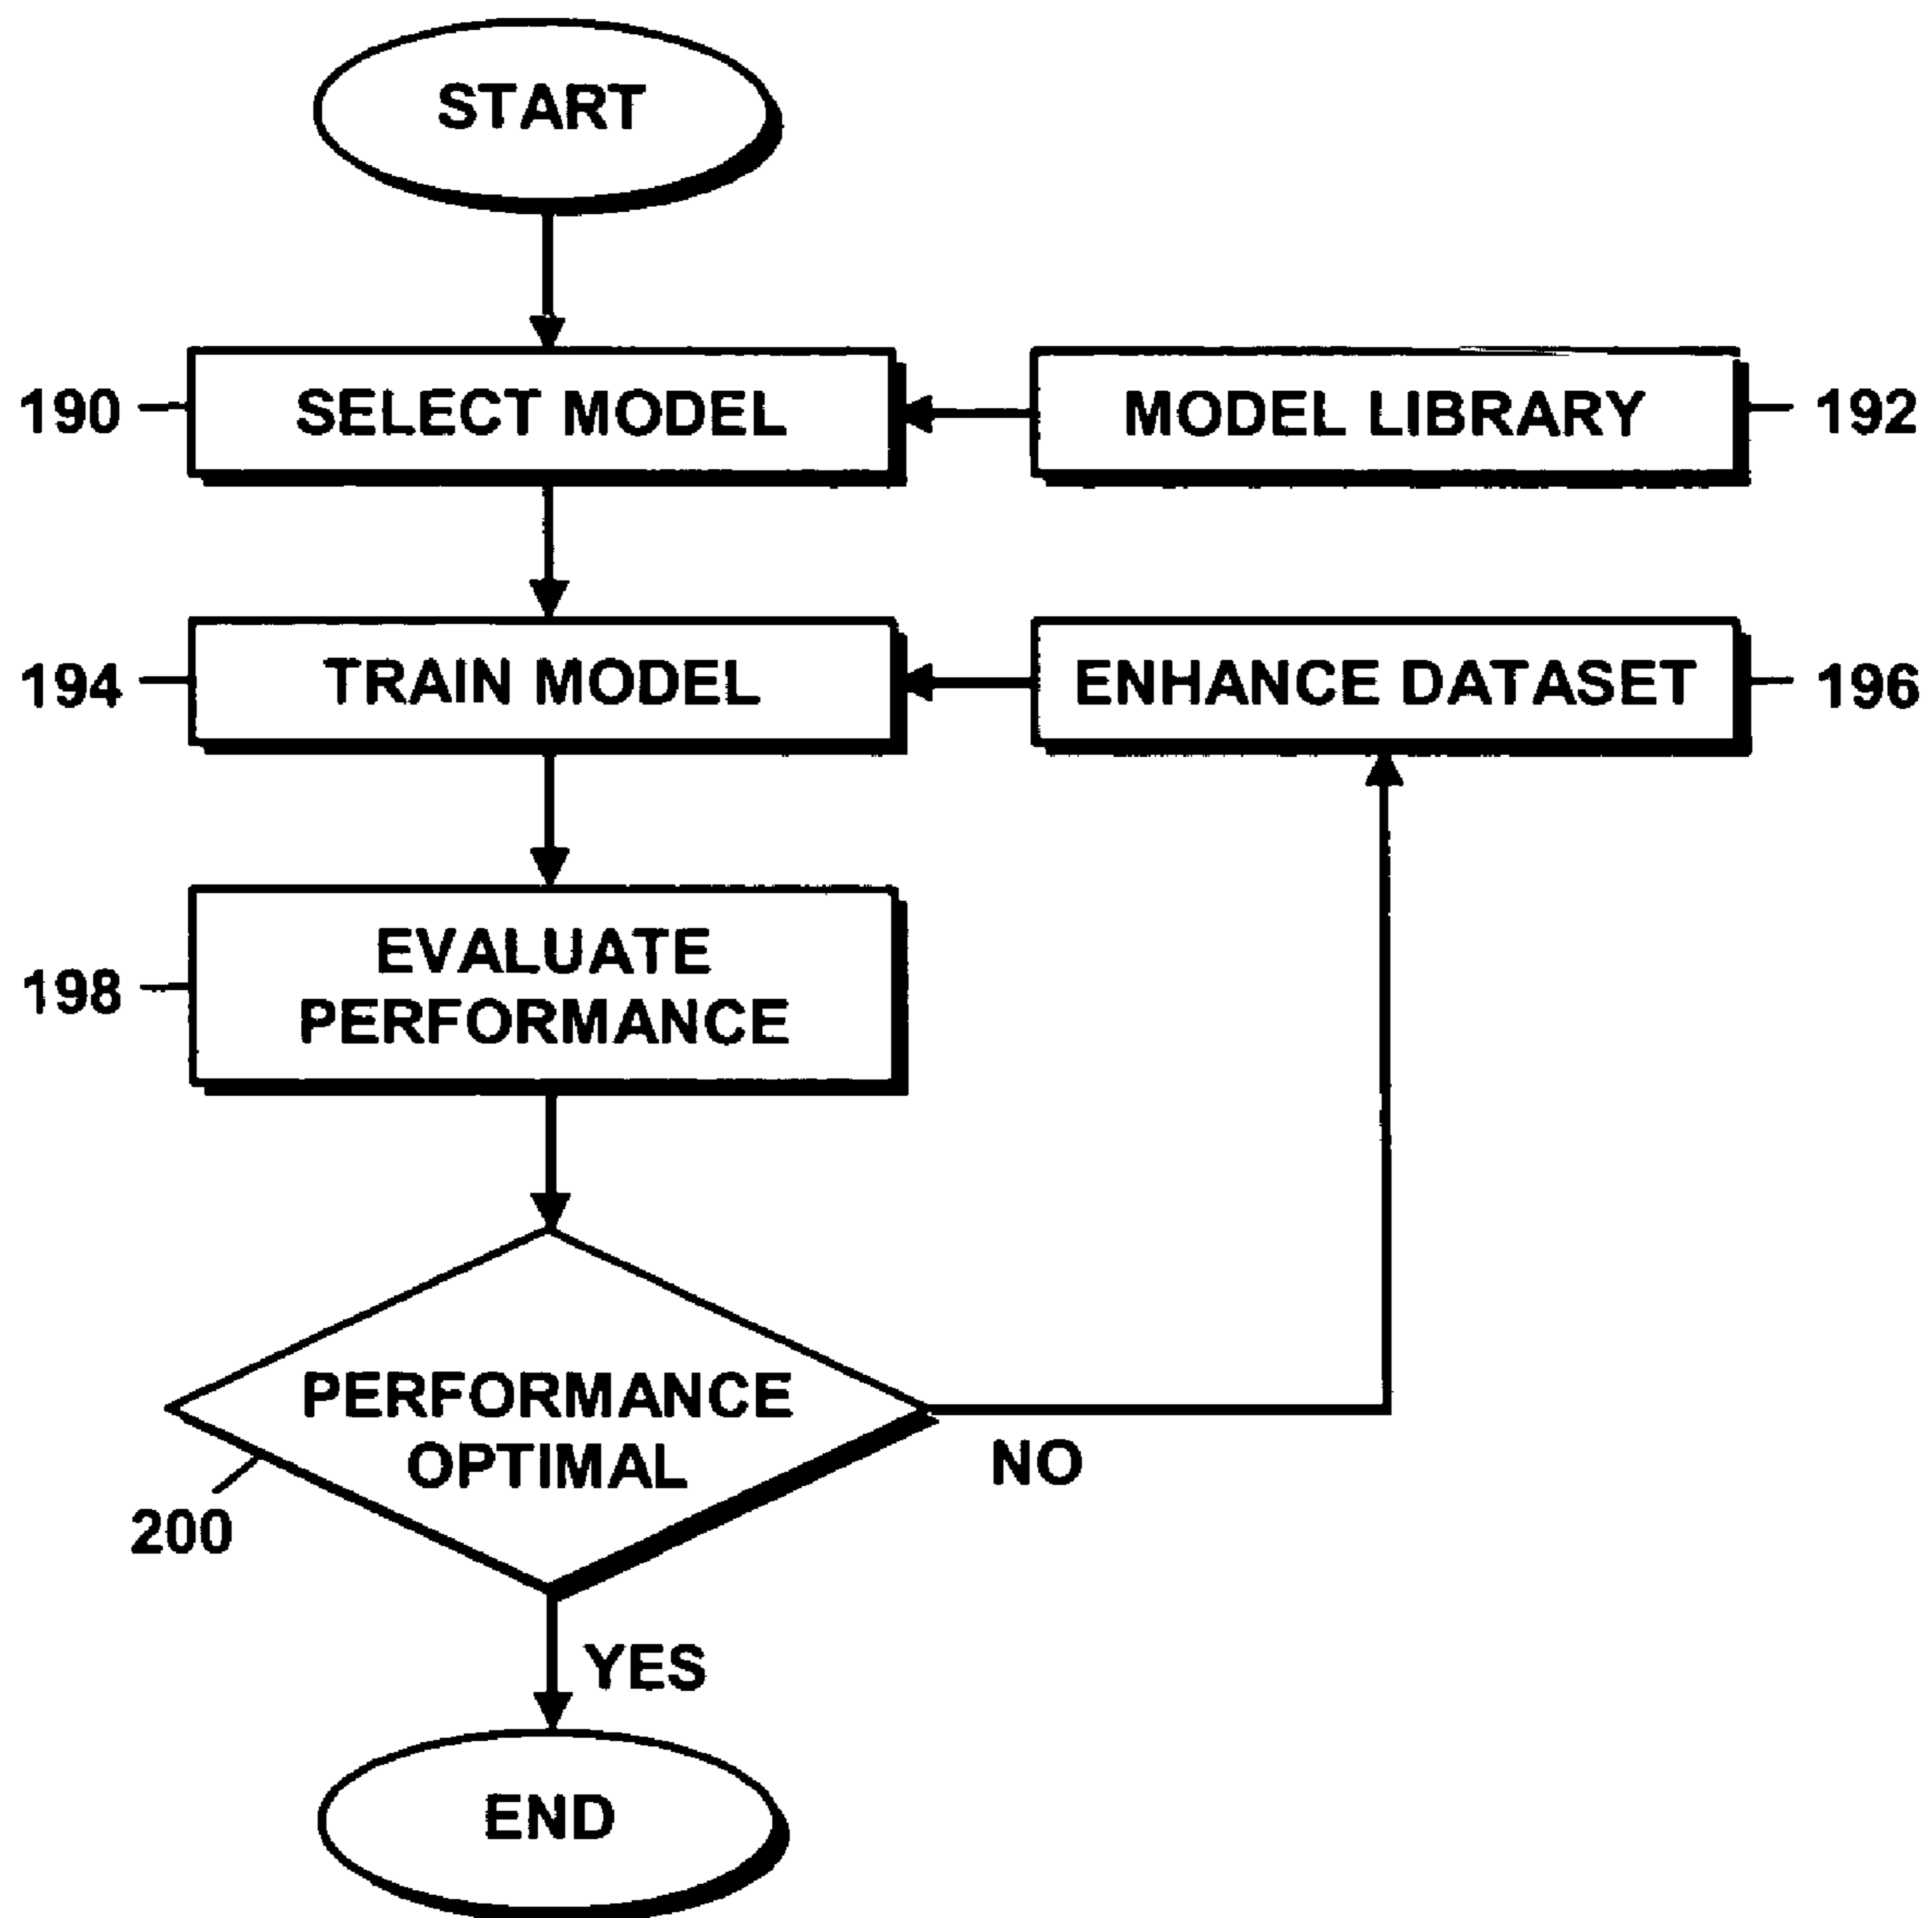 START
190
SELECT MODEL
MODEL LIBRARY
192
194
TRAIN MODEL
ENHANCE DATASET
196
198
EVALUATE
PERFORMANCE
PERFORMANCE
OPTIMAL
NO
200
YES
END